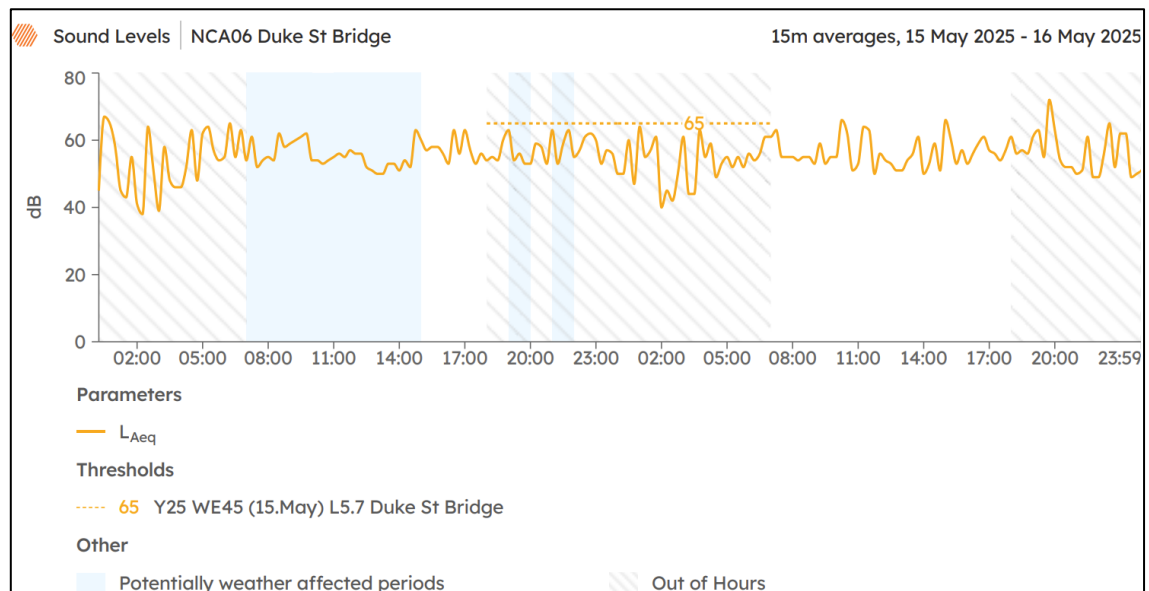 Sound Levels NCA06 Duke St Bridge 15m averages, 15 May 2025 - 16 May 2025
80
60
40
20
0
dB
65
02:00 05:00 08:00 11:00 14:00 17:00 20:00 23:00 02:00 05:00 08:00 11:00 14:00 17:00 20:00 23:59
Parameters
LAeq
Thresholds
65 Y25 WE45 (15.May) L5.7 Duke St Bridge
Other
Potentially weather affected periods Out of Hours